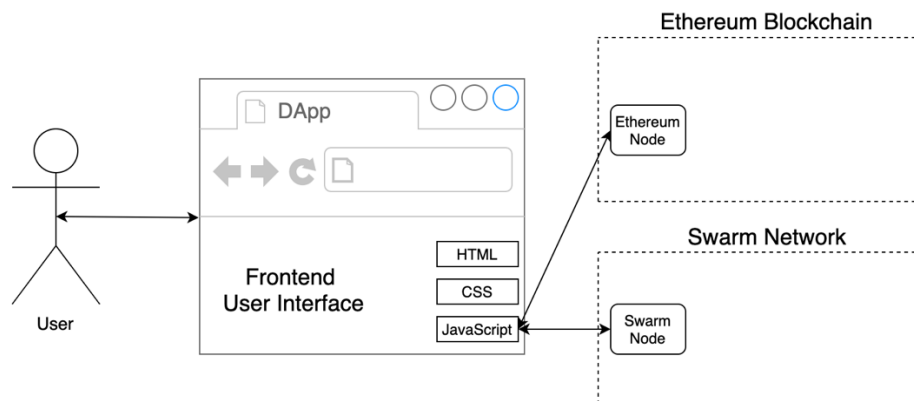 Ethereum Blockchain
DApp
Ethereum
Node
Swarm Network
HTML
Frontend
User Interface
CSS
JavaScript
User
Swarm
Node